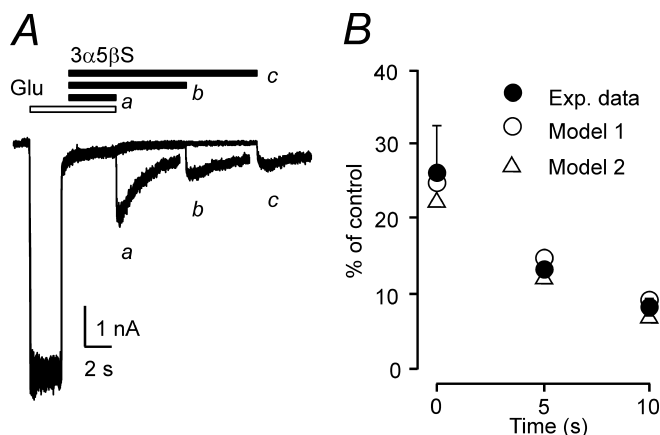 A
3α5βS
c
b
Glu
a
a
b
c
1 nA
2 s
B
40
30
20
10
0
% of control
Exp. data
Model 1
Model 2
0 5 10
Time (s)